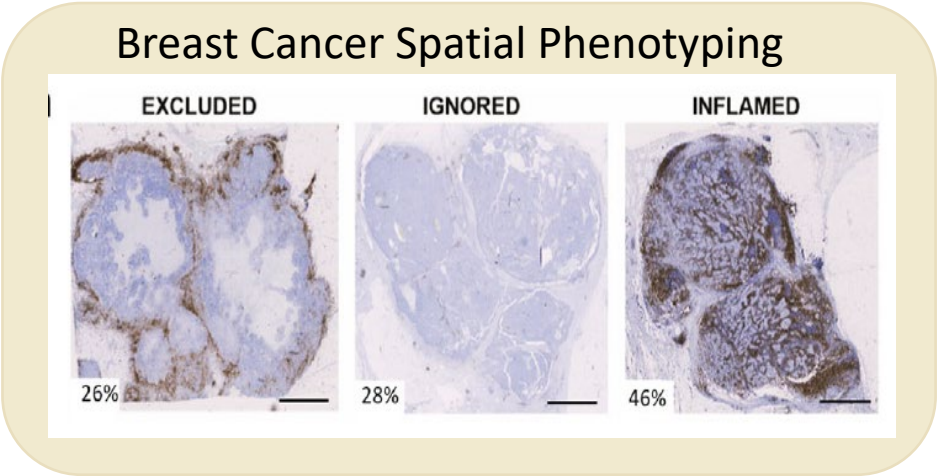 Breast Cancer Spatial Phenotyping
EXCLUDED
IGNORED
INFLAMED
26%
28%
46%